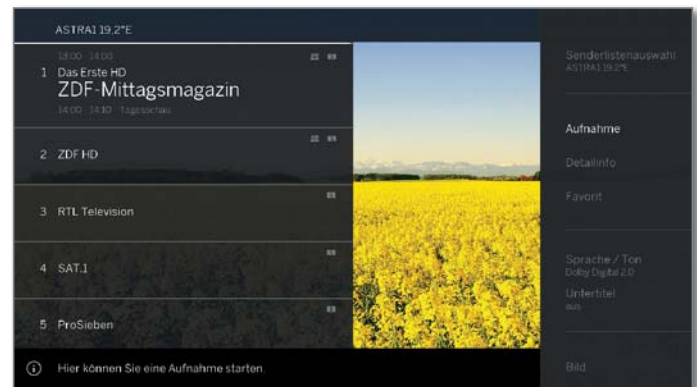 ASTRA1 19,2°E
13:00 - 14:00
1 Das Erste HD
ZDF-Mittagsmagazin
14:00 - 14:10 Tagesschau
2 ZDF HD
3 RTL Television
4 SAT.1
5 ProSieben
Hier können Sie eine Aufnahme starten.
Senderlistenauswahl
ASTRA1 19,2°E
Aufnahme
Detailinfo
Favorit
Sprache / Ton
Dolby Digital 2.0
Untertitel
aus
Bild